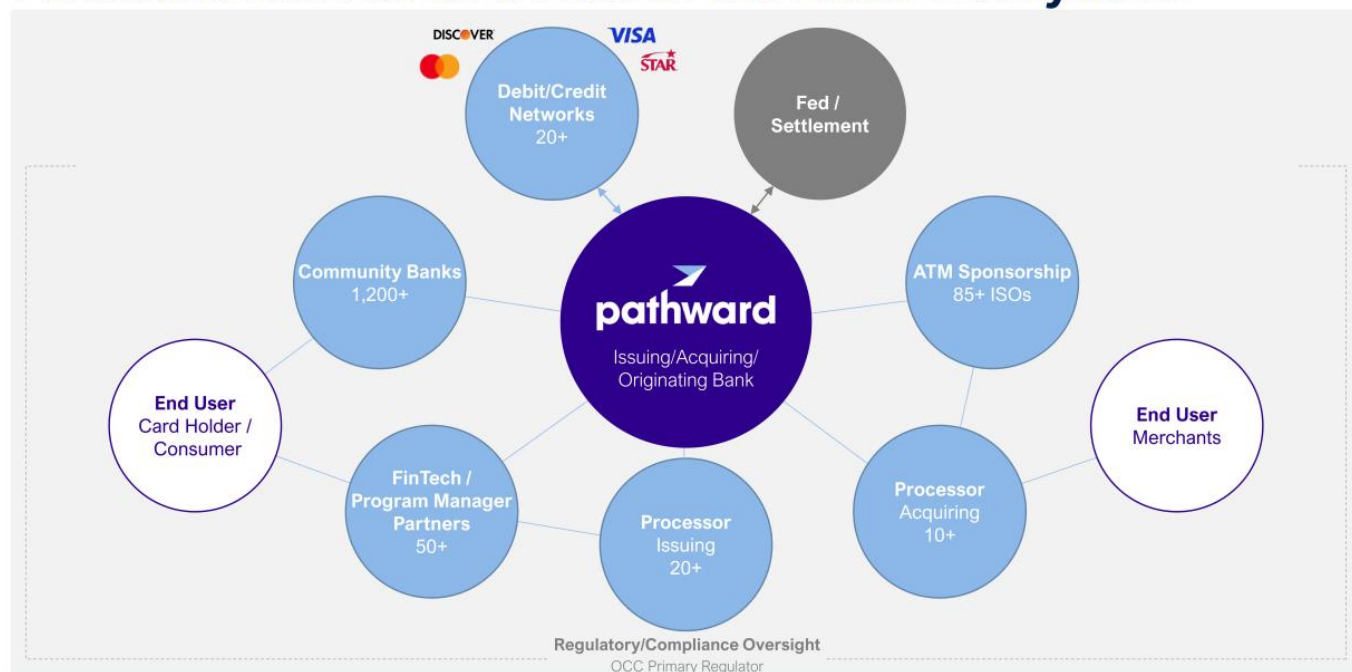 DISCOVER
VISA
STAR
Debit/Credit
Networks
20+
Fed /
Settlement
Community Banks
1,200+
pathward
Issuing/Acquiring/
Originating Bank
ATM Sponsorship
85+ ISOs
End User
Card Holder /
Consumer
End User
Merchants
FinTech /
Program Manager
Partners
50+
Processor
Issuing
20+
Processor
Acquiring
10+
Regulatory/Compliance Oversight
OCC Primary Regulator